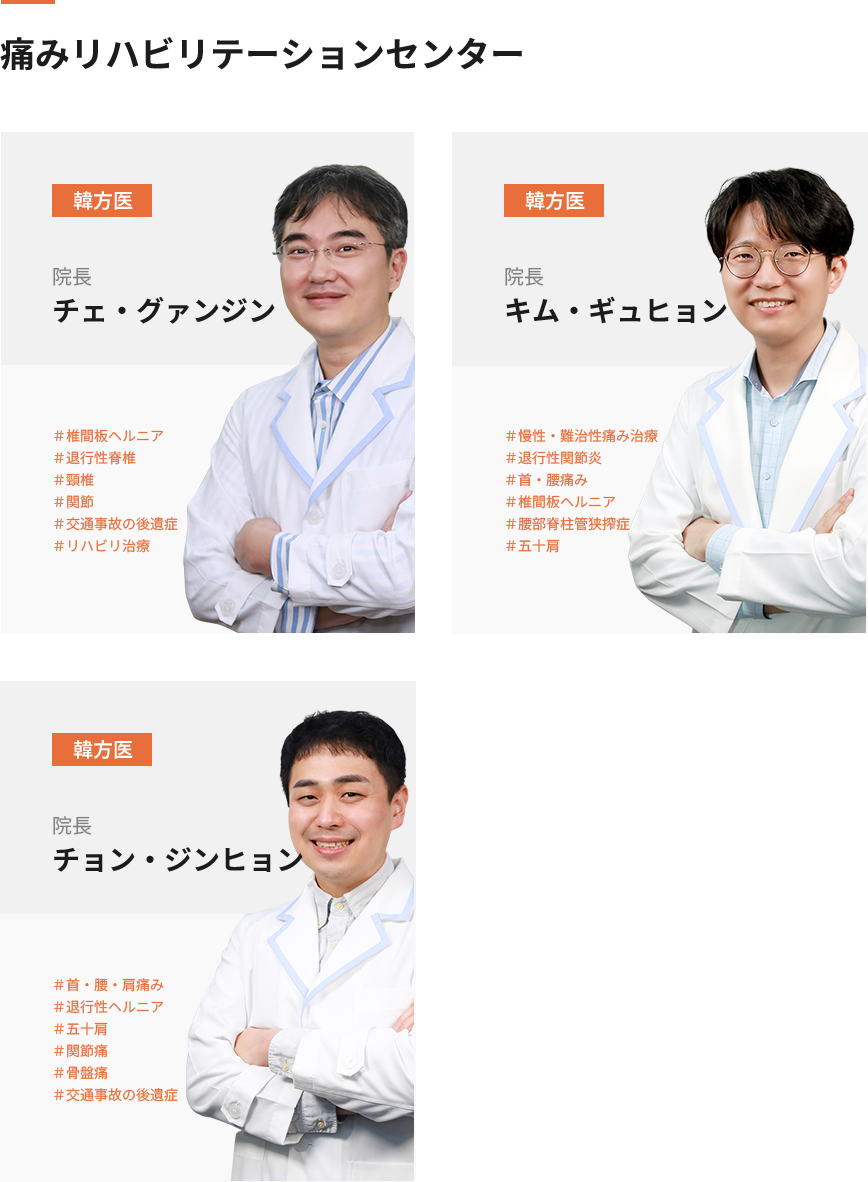 痛みリハビリテーションセンター
韓方医
院長
チェ・グァンジン
＃椎間板ヘルニア
＃退行性脊椎
＃頸椎
＃関節
＃交通事故の後遺症
＃リハビリ治療
韓方医
院長
キム・ギュヒョン
＃慢性・難治性痛み治療
＃退行性関節炎
＃首・腰痛み
＃椎間板ヘルニア
＃腰部脊柱管狭搾症
＃五十肩
韓方医
院長
チョン・ジンヒョン
＃首・腰・肩痛み
＃退行性ヘルニア
＃五十肩
＃関節痛
＃骨盤痛
＃交通事故の後遺症